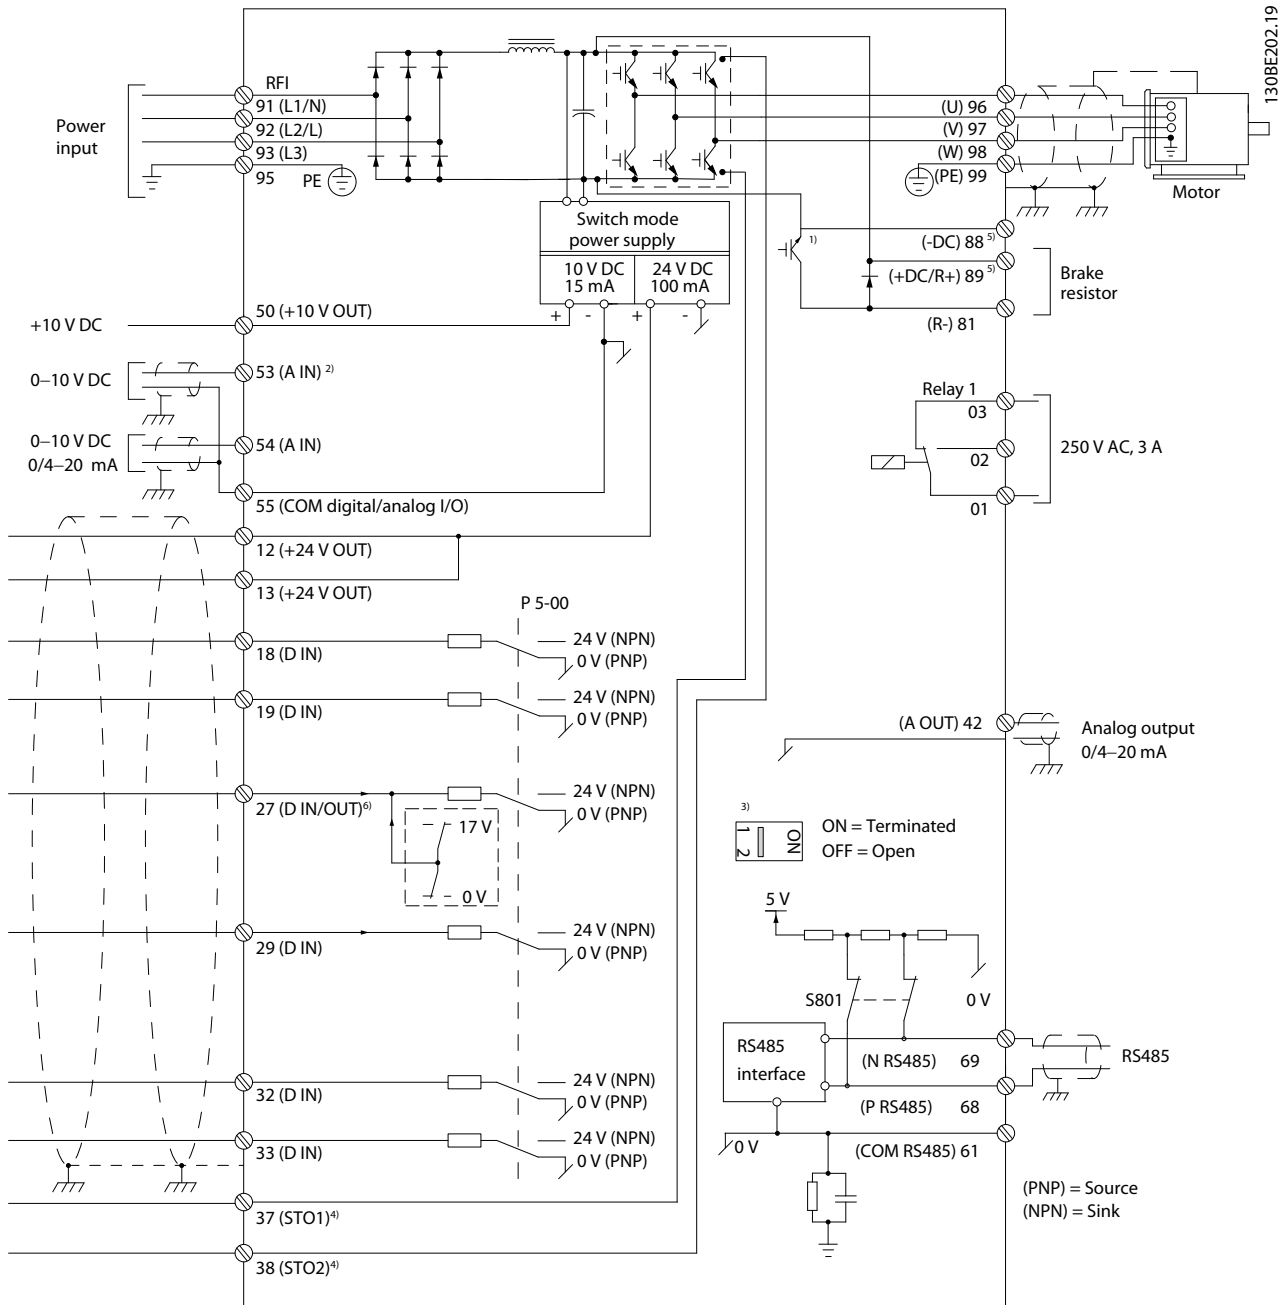 130BE202.19
RFI
91 (L1/N)
92 (L2/L)
93 (L3)
95
PE
Power
input
(U) 96
(V) 97
(W) 98
(PE) 99
Motor
Switch mode
power supply
10 V DC
15 mA
24 V DC
100 mA
+ - + -
1)
(-DC) 88 5)
(+DC/R+) 89 5)
(R-) 81
Brake
resistor
+10 V DC
50 (+10 V OUT)
0–10 V DC
53 (A IN) 2)
0–10 V DC
0/4–20 mA
54 (A IN)
55 (COM digital/analog I/O)
Relay 1
03
02
01
250 V AC, 3 A
12 (+24 V OUT)
13 (+24 V OUT)
P 5-00
18 (D IN)
24 V (NPN)
0 V (PNP)
19 (D IN)
24 V (NPN)
0 V (PNP)
(A OUT) 42
Analog output
0/4–20 mA
27 (D IN/OUT) 6)
24 V (NPN)
0 V (PNP)
17 V
0 V
3)
1 2
ON
ON = Terminated
OFF = Open
29 (D IN)
24 V (NPN)
0 V (PNP)
5 V
S801
0 V
RS485
interface
(N RS485) 69
(P RS485) 68
RS485
0 V
(COM RS485) 61
32 (D IN)
24 V (NPN)
0 V (PNP)
33 (D IN)
24 V (NPN)
0 V (PNP)
37 (STO1) 4)
38 (STO2) 4)
(PNP) = Source
(NPN) = Sink